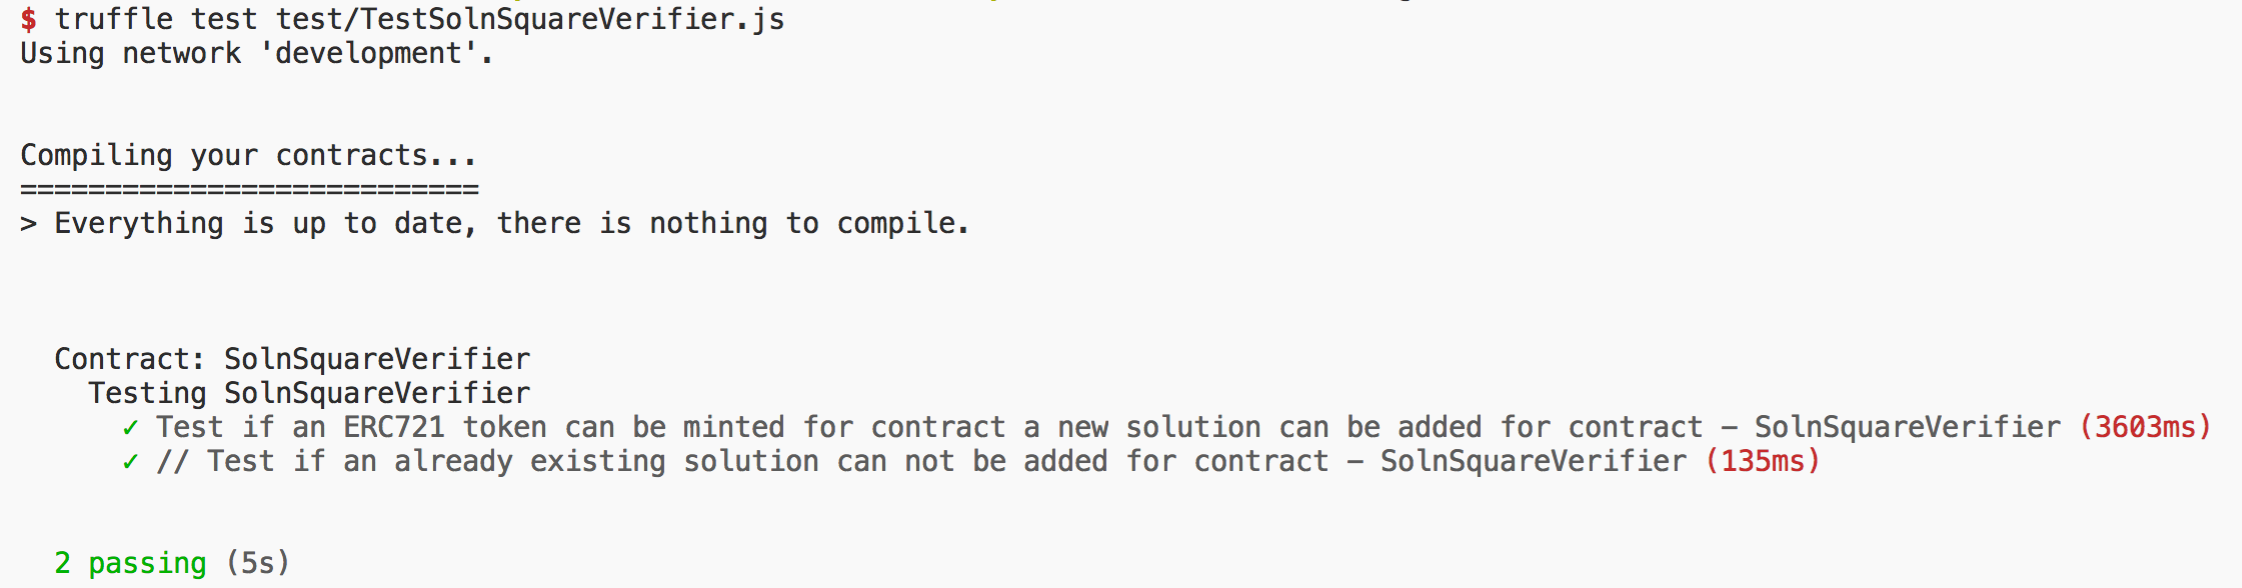 $ truffle test test/TestSolnSquareVerifier.js
Using network 'development'.
Compiling your contracts...
===========================
> Everything is up to date, there is nothing to compile.
Contract: SolnSquareVerifier
Testing SolnSquareVerifier
✓ Test if an ERC721 token can be minted for contract a new solution can be added for contract – SolnSquareVerifier (3603ms)
✓ // Test if an already existing solution can not be added for contract – SolnSquareVerifier (135ms)
2 passing (5s)